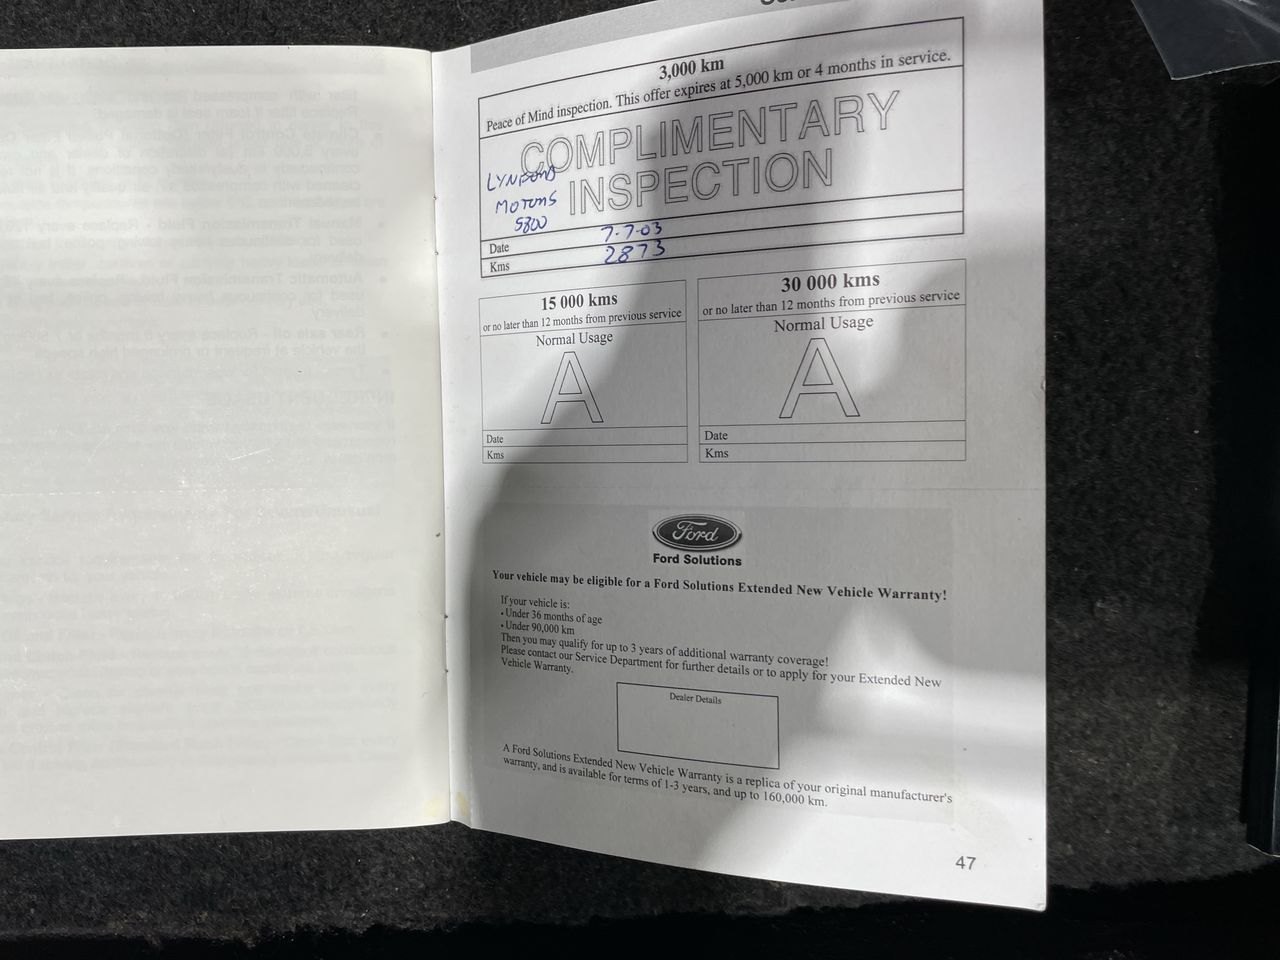 3,000 km
Peace of Mind inspection. This offer expires at 5,000 km or 4 months in service.
COMPLIMENTARY
INSPECTION
LYNFORD
MOTORS
5800
Date 7-7-03
Kms 2873
15 000 kms
or no later than 12 months from previous service
Normal Usage
A
Date
Kms
30 000 kms
or no later than 12 months from previous service
Normal Usage
A
Date
Kms
Ford
Ford Solutions
Your vehicle may be eligible for a Ford Solutions Extended New Vehicle Warranty!
If your vehicle is:
• Under 36 months of age
• Under 90,000 km
Then you may qualify for up to 3 years of additional warranty coverage!
Please contact our Service Department for further details or to apply for your Extended New
Vehicle Warranty.
Dealer Details
A Ford Solutions Extended New Vehicle Warranty is a replica of your original manufacturer's
warranty, and is available for terms of 1-3 years, and up to 160,000 km.
47